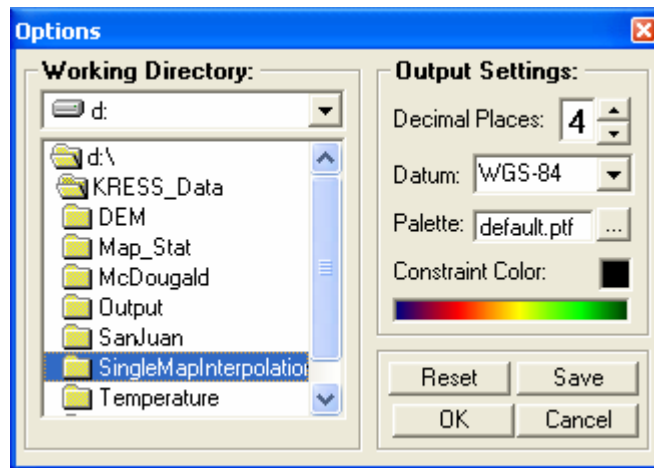 Options
Working Directory:
d:
d:\
KRESS_Data
DEM
Map_Stat
McDougald
Output
SanJuan
SingleMapInterpolation
Temperature
Output Settings:
Decimal Places: 4
Datum: WGS-84
Palette: default.ptf ...
Constraint Color:
Reset Save
OK Cancel